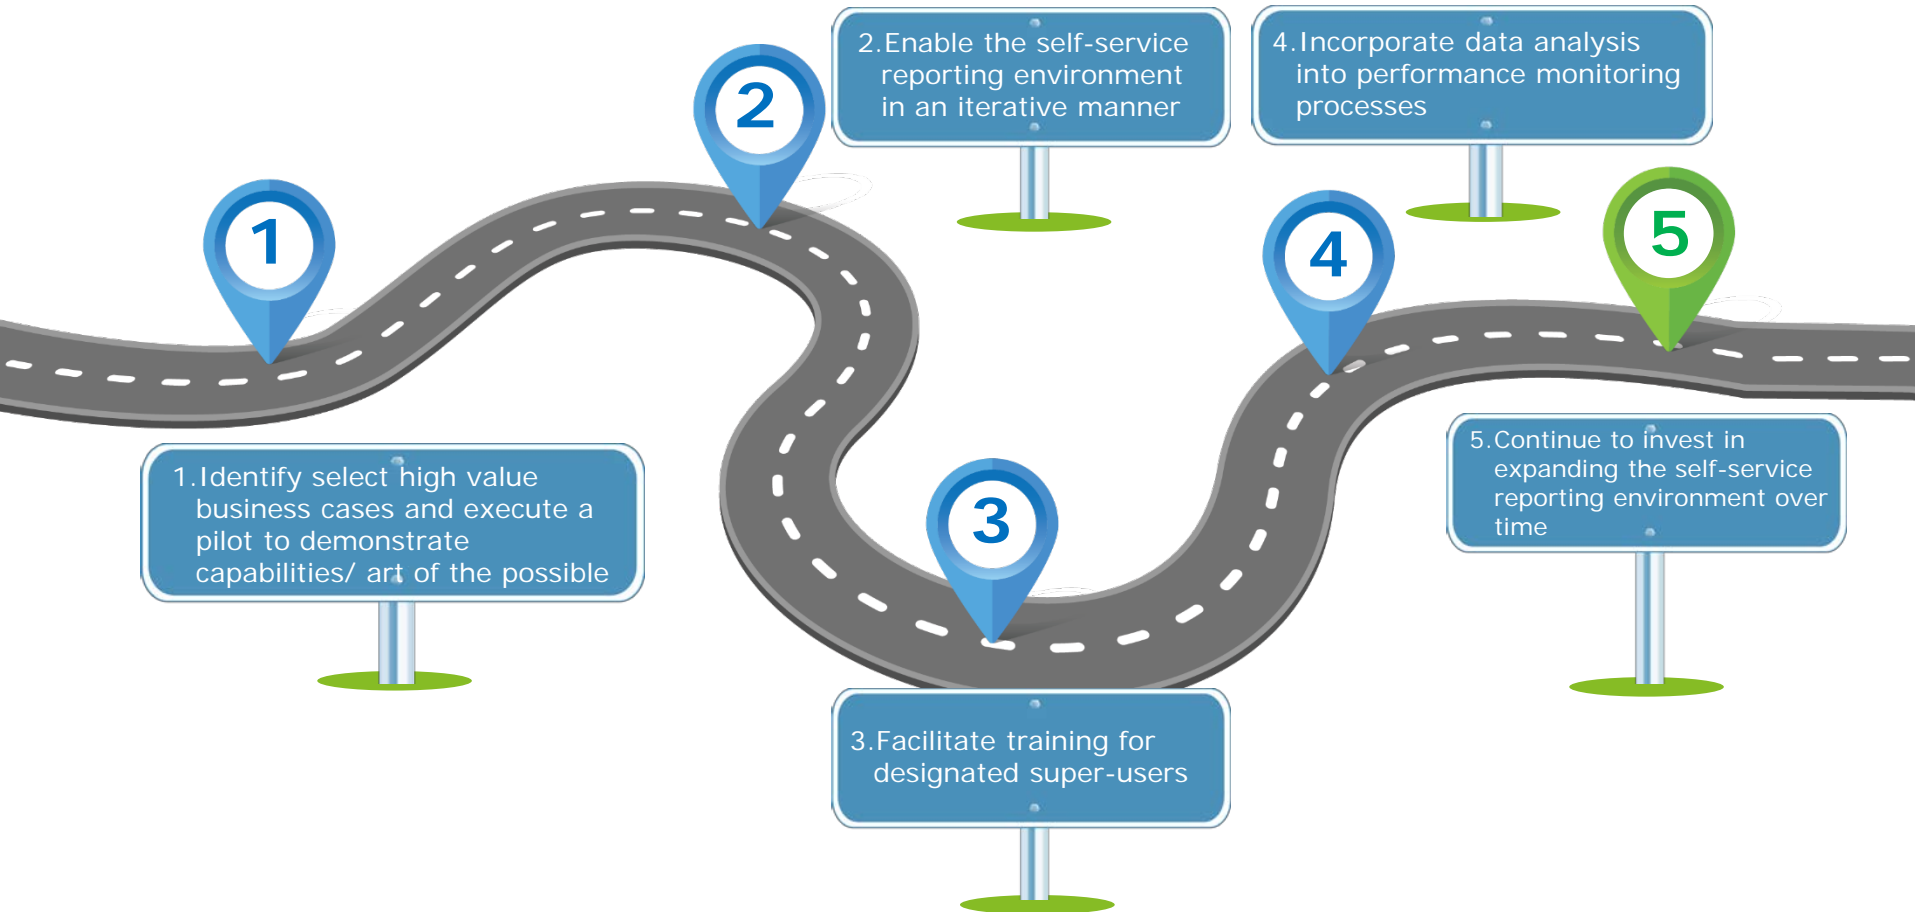 1
1.Identify select high value
business cases and execute a
pilot to demonstrate
capabilities/ art of the possible
2
2.Enable the self-service
reporting environment
in an iterative manner
3
3.Facilitate training for
designated super-users
4
4.Incorporate data analysis
into performance monitoring
processes
5
5.Continue to invest in
expanding the self-service
reporting environment over
time